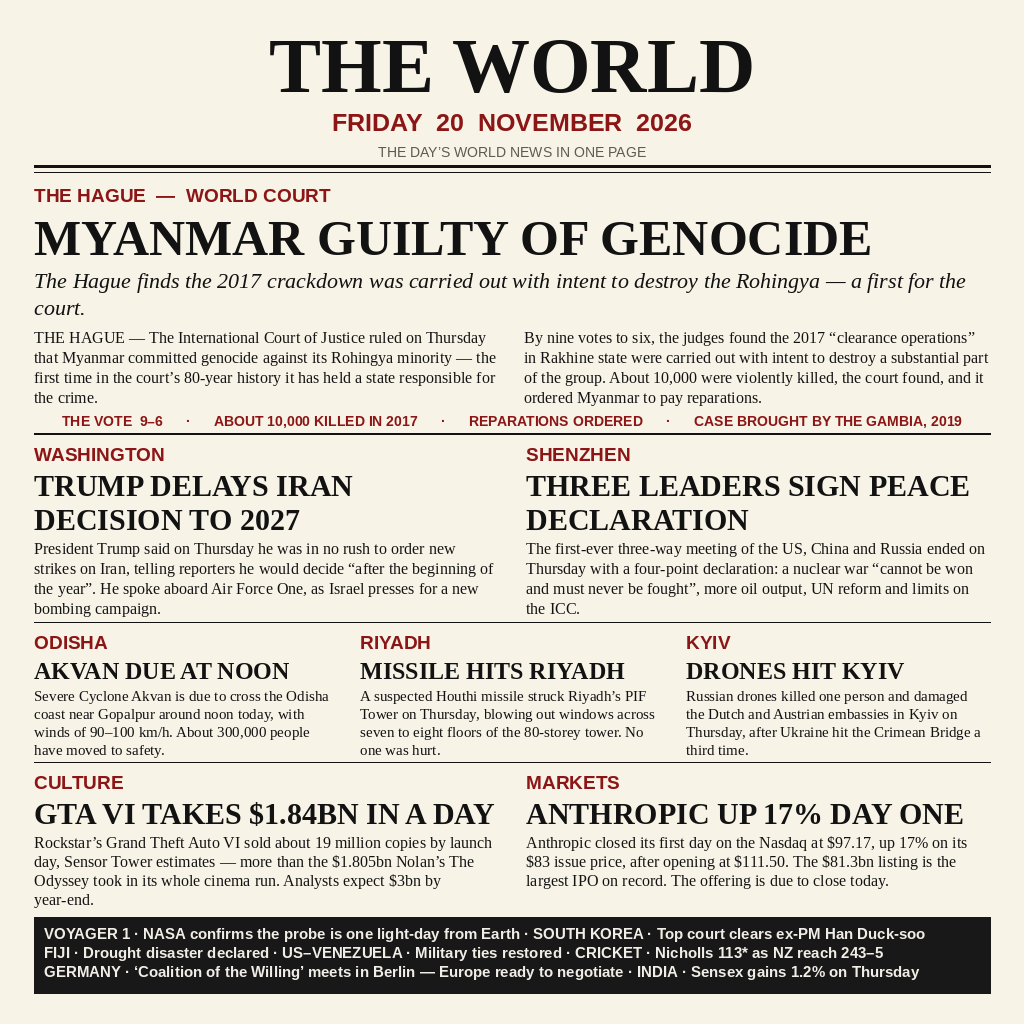 THE WORLD
FRIDAY 20 NOVEMBER 2026
THE DAY’S WORLD NEWS IN ONE PAGE
THE HAGUE — WORLD COURT
MYANMAR GUILTY OF GENOCIDE
The Hague finds the 2017 crackdown was carried out with intent to destroy the Rohingya — a first for the
court.
THE HAGUE — The International Court of Justice ruled on Thursday
that Myanmar committed genocide against its Rohingya minority — the
first time in the court’s 80-year history it has held a state responsible for
the crime.
By nine votes to six, the judges found the 2017 “clearance operations”
in Rakhine state were carried out with intent to destroy a substantial part
of the group. About 10,000 were violently killed, the court found, and it
ordered Myanmar to pay reparations.
THE VOTE 9–6 · ABOUT 10,000 KILLED IN 2017 · REPARATIONS ORDERED · CASE BROUGHT BY THE GAMBIA, 2019
WASHINGTON
TRUMP DELAYS IRAN
DECISION TO 2027
President Trump said on Thursday he was in no rush to order new
strikes on Iran, telling reporters he would decide “after the beginning of
the year”. He spoke aboard Air Force One, as Israel presses for a new
bombing campaign.
SHENZHEN
THREE LEADERS SIGN PEACE
DECLARATION
The first-ever three-way meeting of the US, China and Russia ended on
Thursday with a four-point declaration: a nuclear war “cannot be won
and must never be fought”, more oil output, UN reform and limits on
the ICC.
ODISHA
AKVAN DUE AT NOON
Severe Cyclone Akvan is due to cross the Odisha
coast near Gopalpur around noon today, with
winds of 90–100 km/h. About 300,000 people
have moved to safety.
RIYADH
MISSILE HITS RIYADH
A suspected Houthi missile struck Riyadh’s PIF
Tower on Thursday, blowing out windows across
seven to eight floors of the 80-storey tower. No
one was hurt.
KYIV
DRONES HIT KYIV
Russian drones killed one person and damaged
the Dutch and Austrian embassies in Kyiv on
Thursday, after Ukraine hit the Crimean Bridge a
third time.
CULTURE
GTA VI TAKES $1.84BN IN A DAY
Rockstar’s Grand Theft Auto VI sold about 19 million copies by launch
day, Sensor Tower estimates — more than the $1.805bn Nolan’s The
Odyssey took in its whole cinema run. Analysts expect $3bn by
year-end.
MARKETS
ANTHROPIC UP 17% DAY ONE
Anthropic closed its first day on the Nasdaq at $97.17, up 17% on its
$83 issue price, after opening at $111.50. The $81.3bn listing is the
largest IPO on record. The offering is due to close today.
VOYAGER 1 · NASA confirms the probe is one light-day from Earth · SOUTH KOREA · Top court clears ex-PM Han Duck-soo
FIJI · Drought disaster declared · US–VENEZUELA · Military ties restored · CRICKET · Nicholls 113* as NZ reach 243–5
GERMANY · ‘Coalition of the Willing’ meets in Berlin — Europe ready to negotiate · INDIA · Sensex gains 1.2% on Thursday